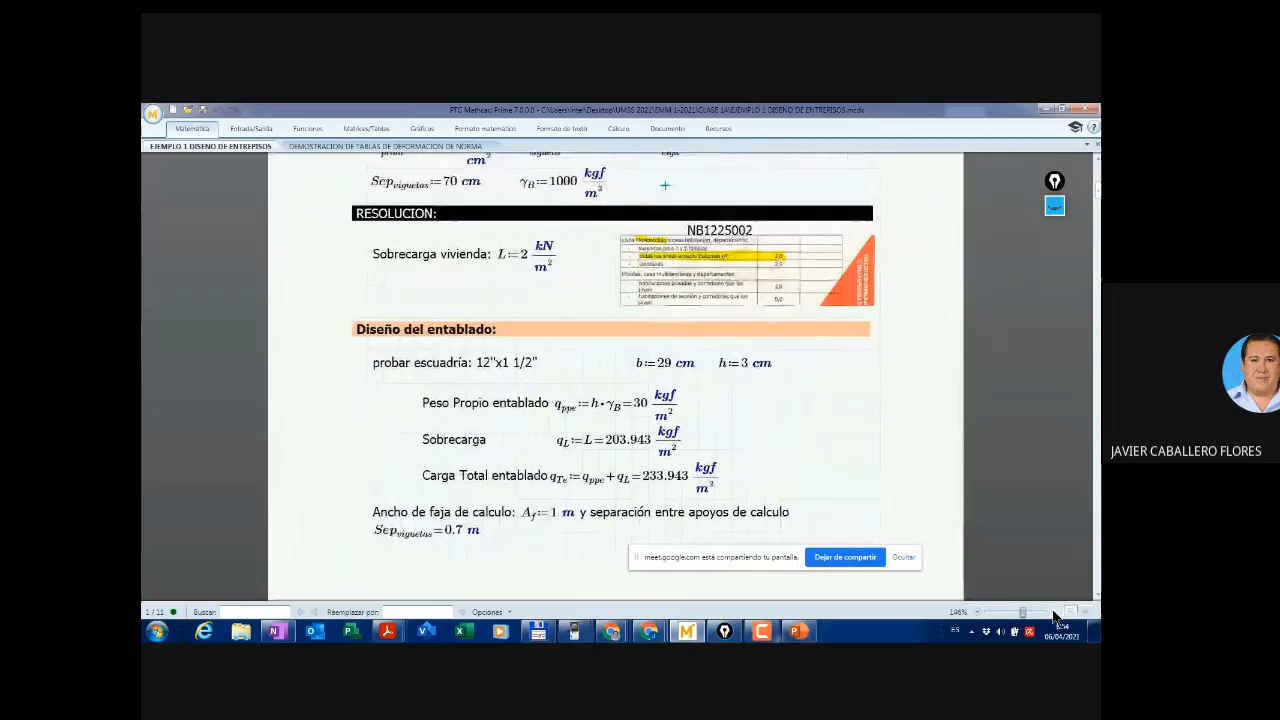 PTC Mathcad Prime 7.0.0.0 - C:\Users\Intel\Desktop\UMSS 2021\EMM 1-2021\CLASE 14\EJEMPLO 1 DISENO DE ENTREPISOS.mcdx
Matemática Entrada/Salida Funciones Matrices/Tablas Gráficos Formato matemático Formato de texto Cálculo Documento Recursos
EJEMPLO 1 DISENO DE ENTREPISOS DEMOSTRACION DE TABLAS DE DEFORMACION DE NORMA
cm²
Sep_viguetas := 70 cm γ_B := 1000 kgf/m³
RESOLUCION:
NB1225002
Sobrecarga vivienda: L := 2 kN/m²
Diseño del entablado:
probar escuadría: 12"x1 1/2" b := 29 cm h := 3 cm
Peso Propio entablado q_ppe := h · γ_B = 30 kgf/m²
Sobrecarga q_L := L = 203.943 kgf/m²
Carga Total entablado q_Te := q_ppe + q_L = 233.943 kgf/m²
Ancho de faja de calculo: A_f := 1 m y separación entre apoyos de calculo
Sep_viguetas = 0.7 m
meet.google.com está compartiendo tu pantalla. Dejar de compartir Ocultar
JAVIER CABALLERO FLORES
1 / 11 Buscar: Reemplazar por: Opciones 146%
ES
06/04/2021